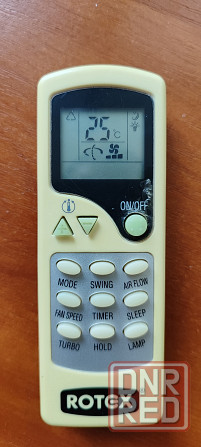 25°C
ON/OFF
MODE SWING AIR FLOW
FAN SPEED TIMER SLEEP
TURBO HOLD LAMP
ROTEX
DNR
RED